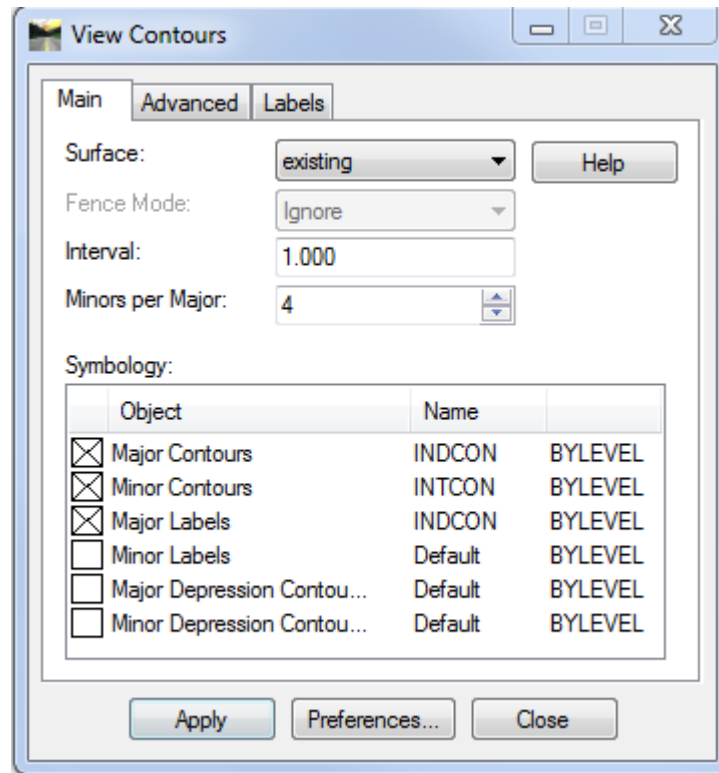 View Contours
Main Advanced Labels
Surface: existing Help
Fence Mode: Ignore
Interval: 1.000
Minors per Major: 4
Symbology:
Object Name
Major Contours INDCON BYLEVEL
Minor Contours INTCON BYLEVEL
Major Labels INDCON BYLEVEL
Minor Labels Default BYLEVEL
Major Depression Contou... Default BYLEVEL
Minor Depression Contou... Default BYLEVEL
Apply Preferences... Close